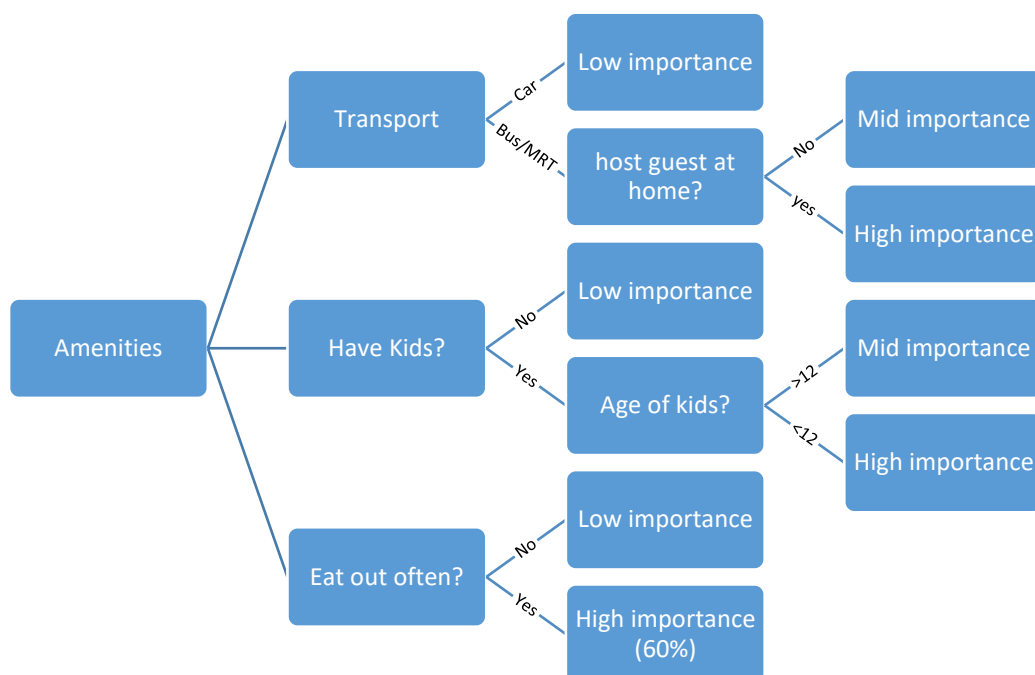 Amenities
Transport
Car
Low importance
Bus/MRT
host guest at
home?
No
Mid importance
yes
High importance
Have Kids?
No
Low importance
Yes
Age of kids?
>12
Mid importance
<12
High importance
Eat out often?
No
Low importance
Yes
High importance
(60%)